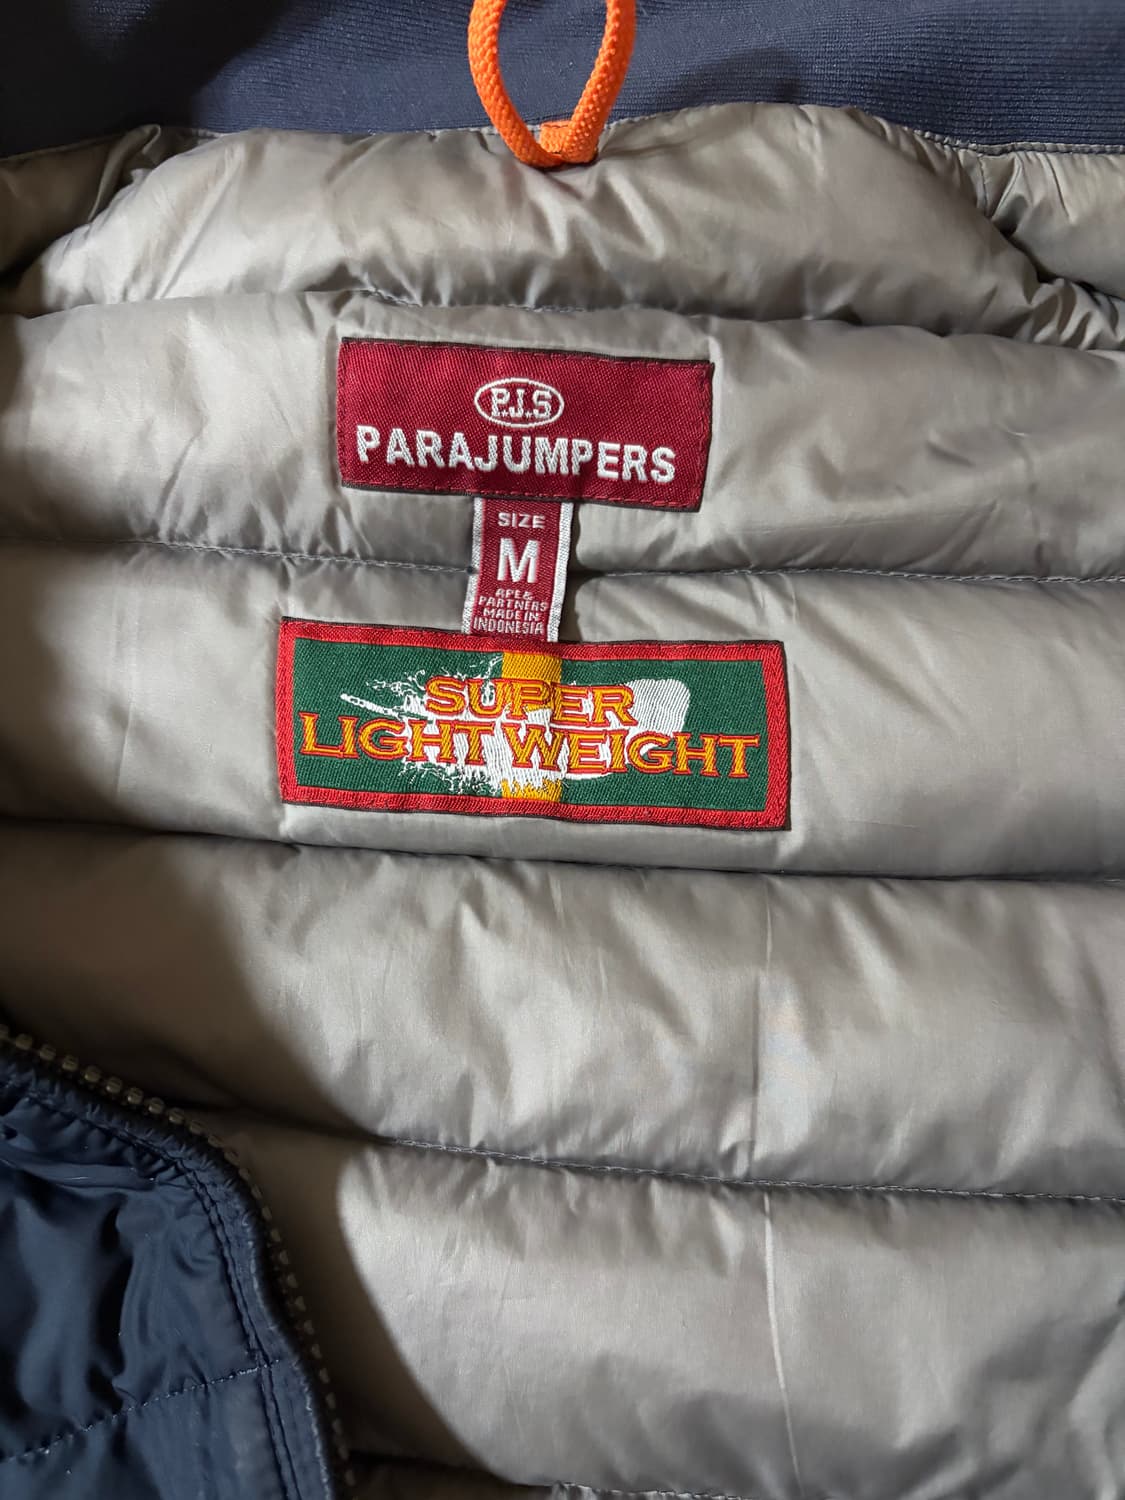 P.J.S
PARAJUMPERS
SIZE
M
APE &
PARTNERS
MADE IN
INDONESIA
SUPER
LIGHT WEIGHT